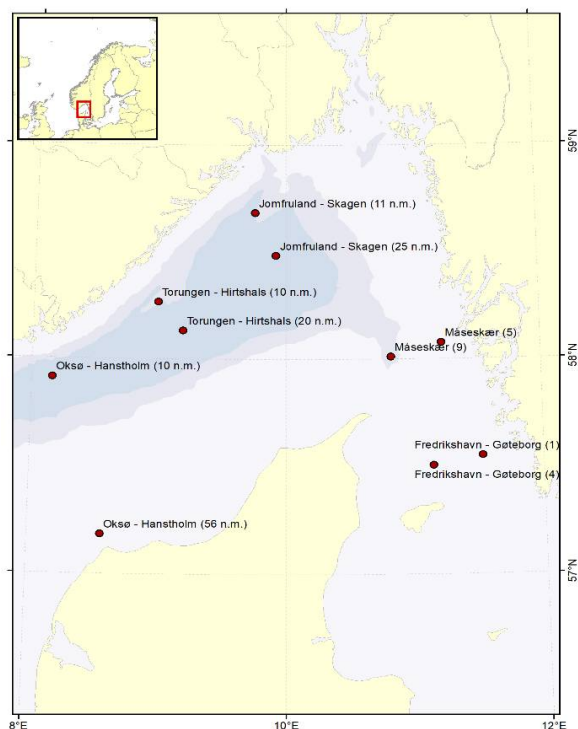 59°N
Jomfruland - Skagen (11 n.m.)
Jomfruland - Skagen (25 n.m.)
Torungen - Hirtshals (10 n.m.)
Torungen - Hirtshals (20 n.m.)
Måseskær (5)
Måseskær (9)
58°N
Oksø - Hanstholm (10 n.m.)
Fredrikshavn - Gøteborg (1)
Fredrikshavn - Gøteborg (4)
Oksø - Hanstholm (56 n.m.)
57°N
8°E
10°E
12°E